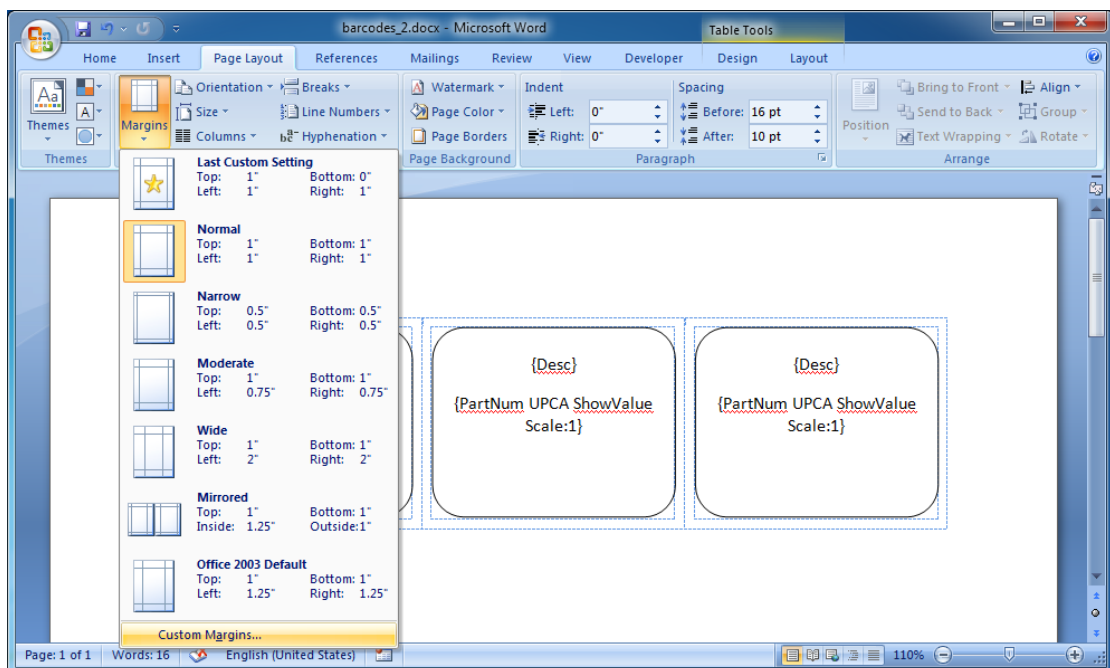 barcodes_2.docx - Microsoft Word Table Tools
Home Insert Page Layout References Mailings Review View Developer Design Layout
Aa A Orientation Breaks Watermark Indent Spacing Bring to Front Align
Themes Margins Size Line Numbers Page Color Left: 0" Before: 16 pt Position Send to Back Group
Columns Hyphenation Page Borders Right: 0" After: 10 pt Text Wrapping Rotate
Themes Page Background Paragraph Arrange
Last Custom Setting
Top: 1" Bottom: 0"
Left: 1" Right: 1"
Normal
Top: 1" Bottom: 1"
Left: 1" Right: 1"
Narrow
Top: 0.5" Bottom: 0.5"
Left: 0.5" Right: 0.5"
Moderate
Top: 1" Bottom: 1"
Left: 0.75" Right: 0.75"
Wide
Top: 1" Bottom: 1"
Left: 2" Right: 2"
Mirrored
Top: 1" Bottom: 1"
Inside: 1.25" Outside:1"
Office 2003 Default
Top: 1" Bottom: 1"
Left: 1.25" Right: 1.25"
Custom Margins...
{Desc}
{PartNum UPCA ShowValue
Scale:1}
{Desc}
{PartNum UPCA ShowValue
Scale:1}
Page: 1 of 1 Words: 16 English (United States) 110%